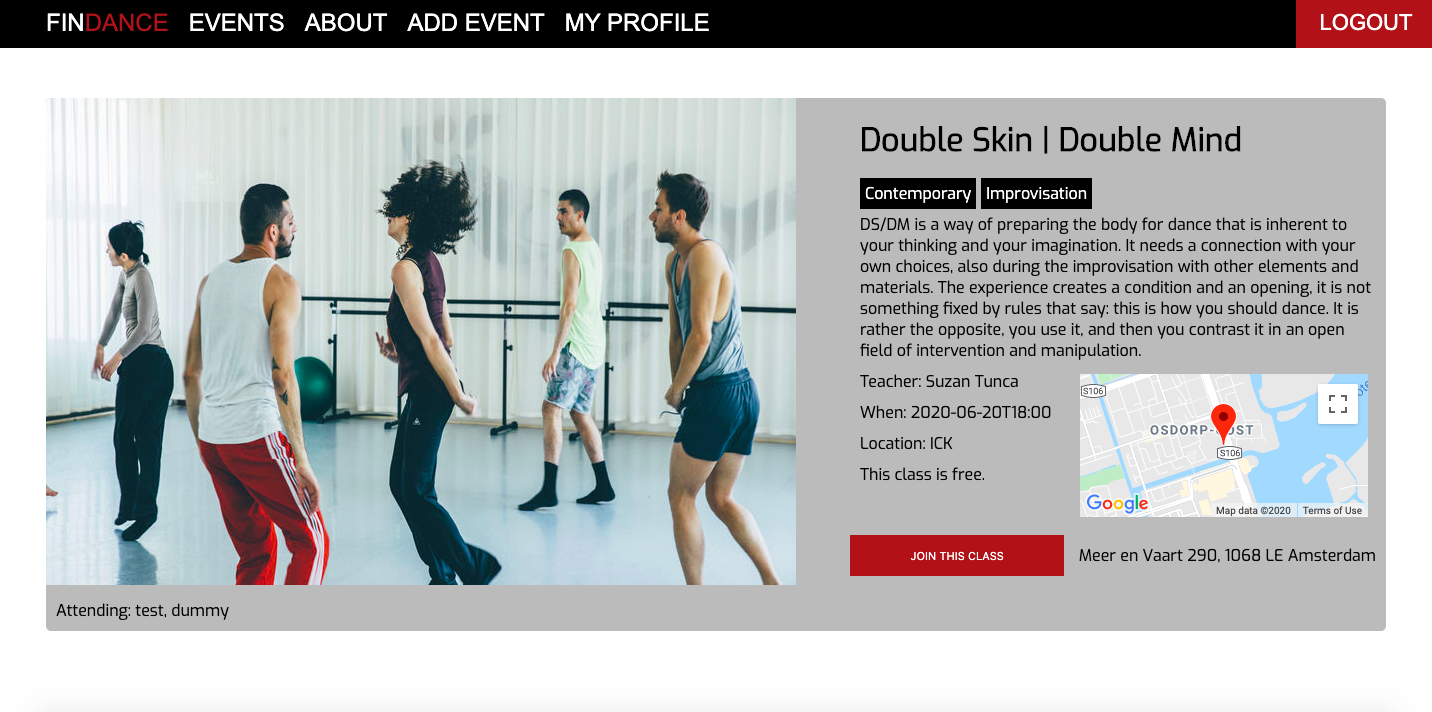 FINDANCE EVENTS ABOUT ADD EVENT MY PROFILE LOGOUT
Double Skin | Double Mind
Contemporary Improvisation
DS/DM is a way of preparing the body for dance that is inherent to
your thinking and your imagination. It needs a connection with your
own choices, also during the improvisation with other elements and
materials. The experience creates a condition and an opening, it is not
something fixed by rules that say: this is how you should dance. It is
rather the opposite, you use it, and then you contrast it in an open
field of intervention and manipulation.
Teacher: Suzan Tunca
When: 2020-06-20T18:00
Location: ICK
This class is free.
S106
S106
Google
Map data ©2020 Terms of Use
JOIN THIS CLASS
Meer en Vaart 290, 1068 LE Amsterdam
Attending: test, dummy